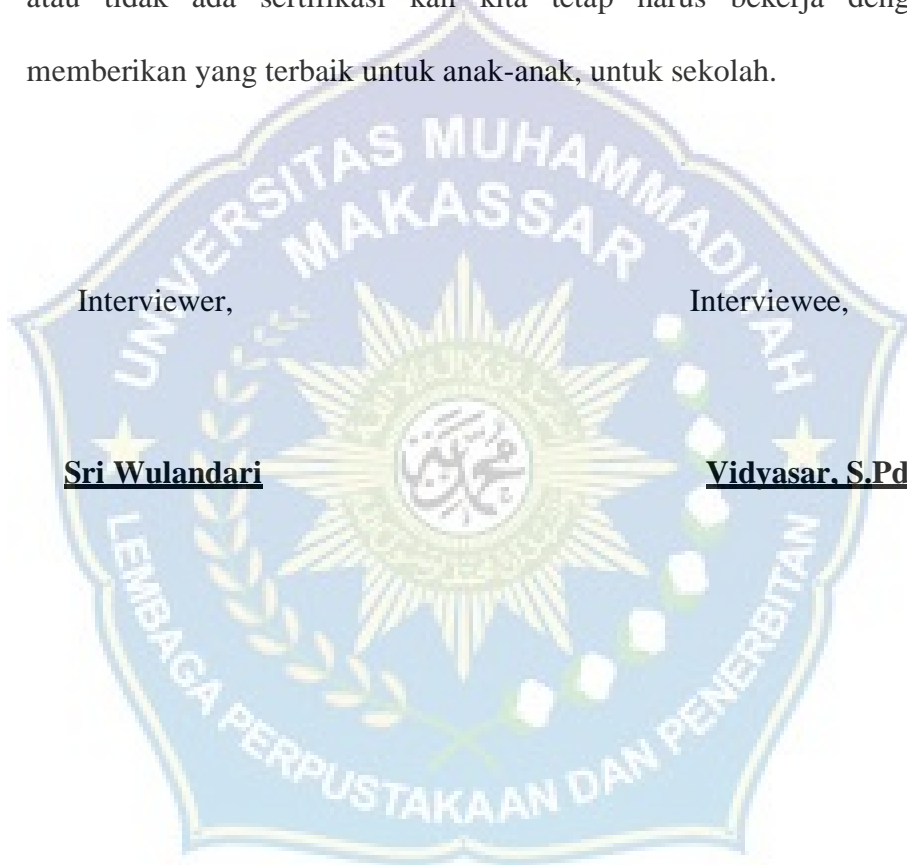 atau tidak ada sertifikasi kan kita tetap harus bekerja deng
memberikan yang terbaik untuk anak-anak, untuk sekolah.
UNIVERSITAS MUHAMMADIYAH
MAKASSAR
Interviewer, Interviewee,
Sri Wulandari Vidyasar, S.Pd
LEMBAGA PERPUSTAKAAN DAN PENERBITAN